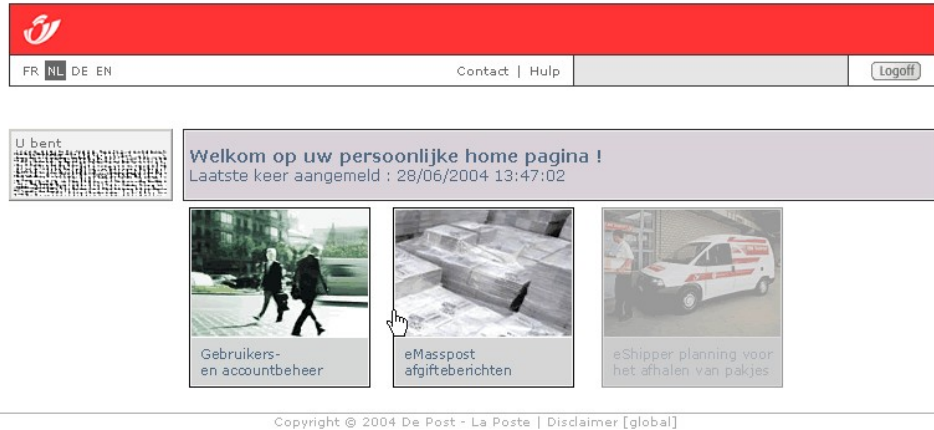 FR NL DE EN
Contact | Hulp
Logoff
U bent
Welkom op uw persoonlijke home pagina !
Laatste keer aangemeld : 28/06/2004 13:47:02
Gebruikers-
en accountbeheer
eMasspost
afgifteberichten
eShipper planning voor
het afhalen van pakjes
Copyright © 2004 De Post - La Poste | Disclaimer [global]